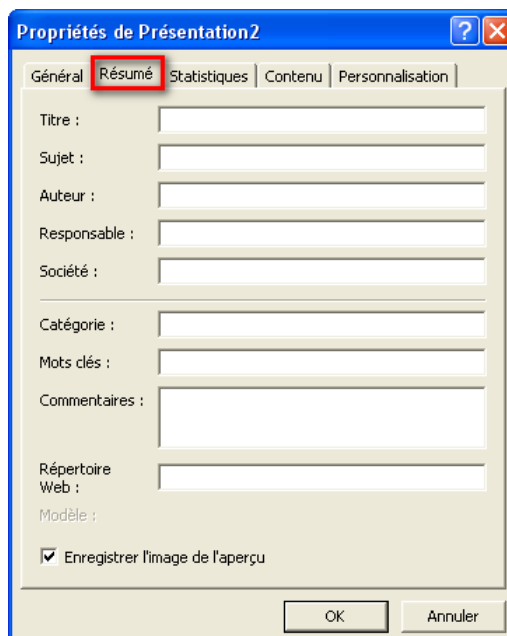 Propriétés de Présentation2
Général Résumé Statistiques Contenu Personnalisation
Titre :
Sujet :
Auteur :
Responsable :
Société :
Catégorie :
Mots clés :
Commentaires :
Répertoire
Web :
Modèle :
Enregistrer l'image de l'aperçu
OK Annuler